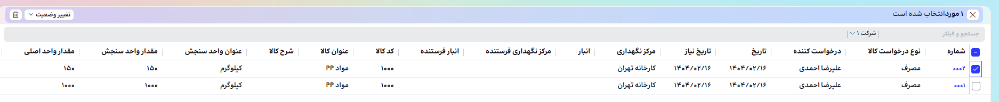 ۱ موردانتخاب شده است تغییر وضعیت
جستجو و فیلتر شرکت ۱
شماره نوع درخواست کالا درخواست کننده تاریخ تاریخ نیاز مرکز نگهداری انبار مرکز نگهداری فرستنده انبار فرستنده کد کالا عنوان کالا شرح کالا عنوان واحد سنجش مقدار واحد سنجش مقدار واحد اصلی
۰۰۰۲ مصرف علیرضا احمدی ۱۴۰۴/۰۲/۱۶ ۱۴۰۴/۰۲/۱۶ کارخانه تهران ۱۰۰۰ مواد PP کیلوگرم ۱۵۰ ۱۵۰
۰۰۰۱ مصرف علیرضا احمدی ۱۴۰۴/۰۲/۱۶ ۱۴۰۴/۰۲/۱۶ کارخانه تهران ۱۰۰۰ مواد PP کیلوگرم ۱۰۰۰ ۱۰۰۰